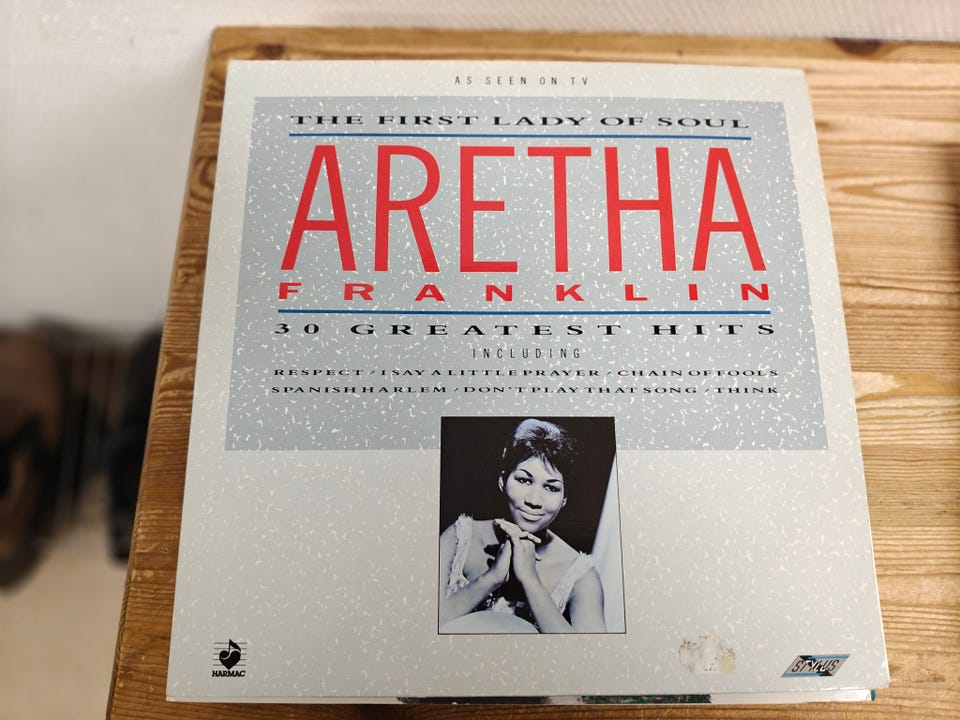 AS SEEN ON TV
THE FIRST LADY OF SOUL
ARETHA
FRANKLIN
30 GREATEST HITS
INCLUDING
RESPECT / I SAY A LITTLE PRAYER / CHAIN OF FOOLS
SPANISH HARLEM / DON'T PLAY THAT SONG / THINK
HARMAC
STYLUS